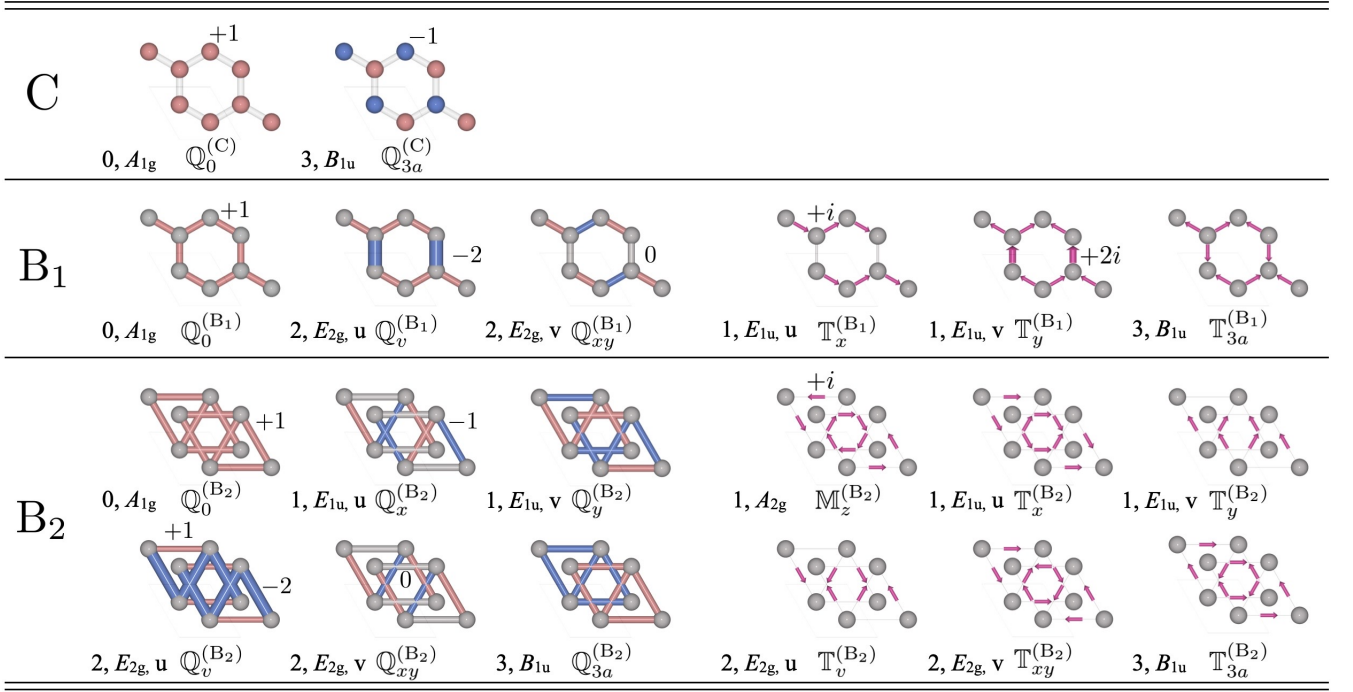 C
+1
−1
0, A1g ℚ0(C)
3, B1u ℚ3a(C)
B1
+1
−2
0
+i
+2i
0, A1g ℚ0(B1)
2, E2g, u ℚv(B1)
2, E2g, v ℚxy(B1)
1, E1u, u 𝕋x(B1)
1, E1u, v 𝕋y(B1)
3, B1u 𝕋3a(B1)
B2
+1
−1
+i
0, A1g ℚ0(B2)
1, E1u, u ℚx(B2)
1, E1u, v ℚy(B2)
1, A2g 𝕄z(B2)
1, E1u, u 𝕋x(B2)
1, E1u, v 𝕋y(B2)
+1
−2
0
2, E2g, u ℚv(B2)
2, E2g, v ℚxy(B2)
3, B1u ℚ3a(B2)
2, E2g, u 𝕋v(B2)
2, E2g, v 𝕋xy(B2)
3, B1u 𝕋3a(B2)